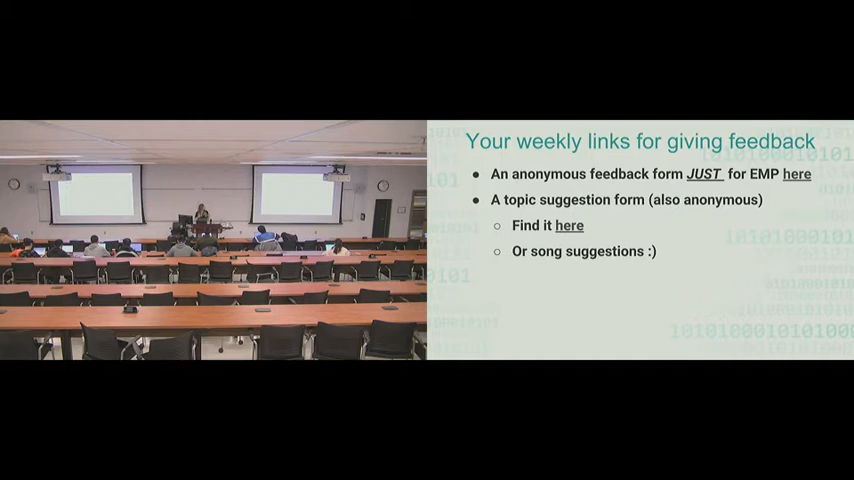 Your weekly links for giving feedback
● An anonymous feedback form JUST for EMP here
● A topic suggestion form (also anonymous)
○ Find it here
○ Or song suggestions :)